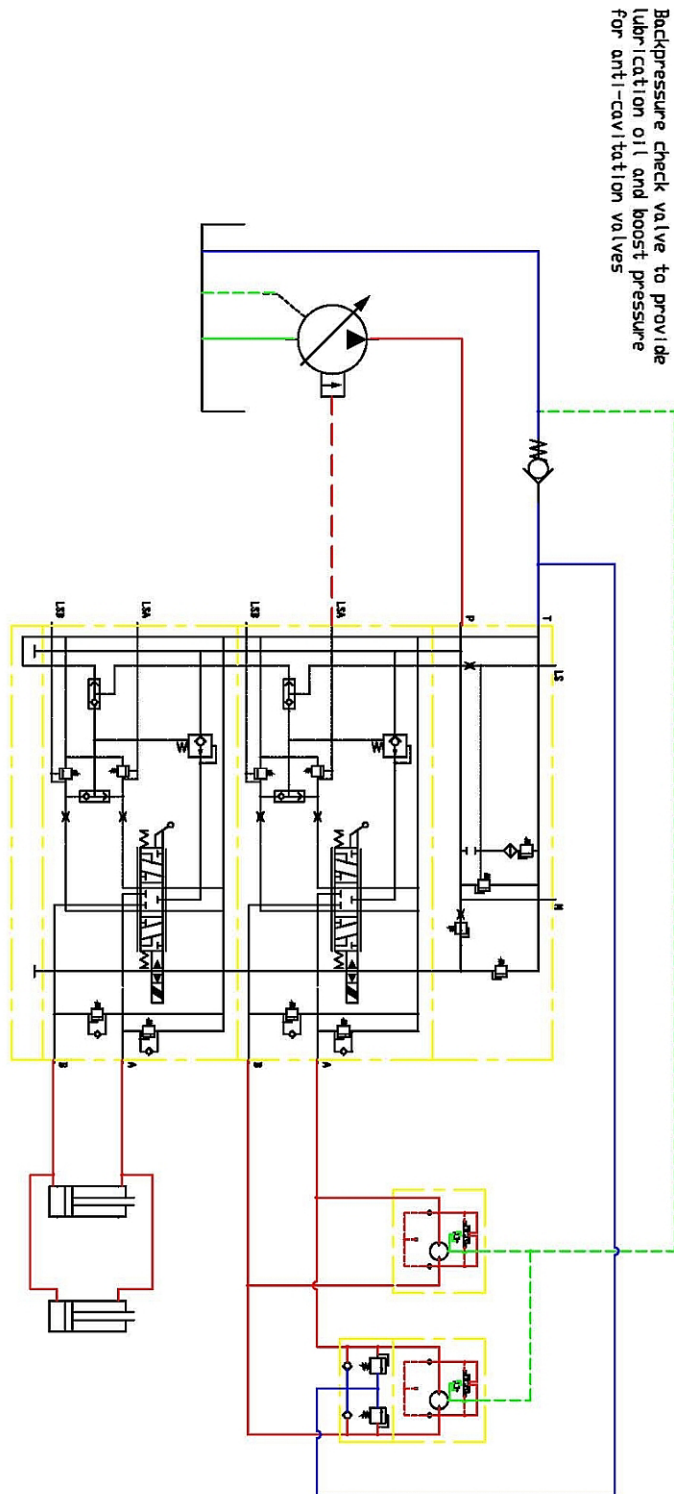 Backpressure check valve to provide
lubrication oil and boost pressure
for anti-cavitation valves
T
LS
P
LSA
LSB
LSA
LSB
M
A
B
A
B